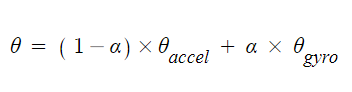 θ = ( 1 − α ) × θ_accel + α × θ_gyro